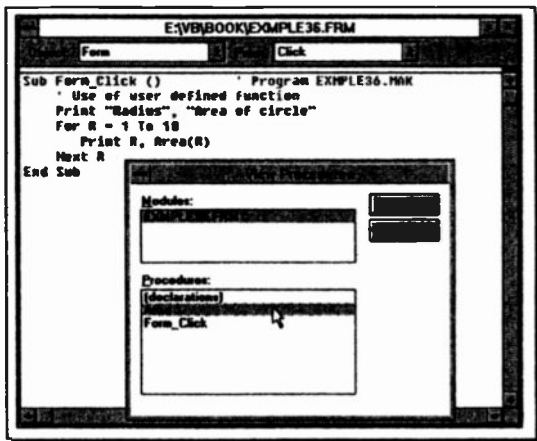 E:\VB\BOOK\EXMPLE36.FRM
Form Click
Sub Form_Click () ' Program EXMPLE36.MAK
' Use of user defined function
Print "Radius", "Area of circle"
For R = 1 To 10
Print R, Area(R)
Next R
End Sub
Modules:
Procedures:
(declarations)
Form_Click